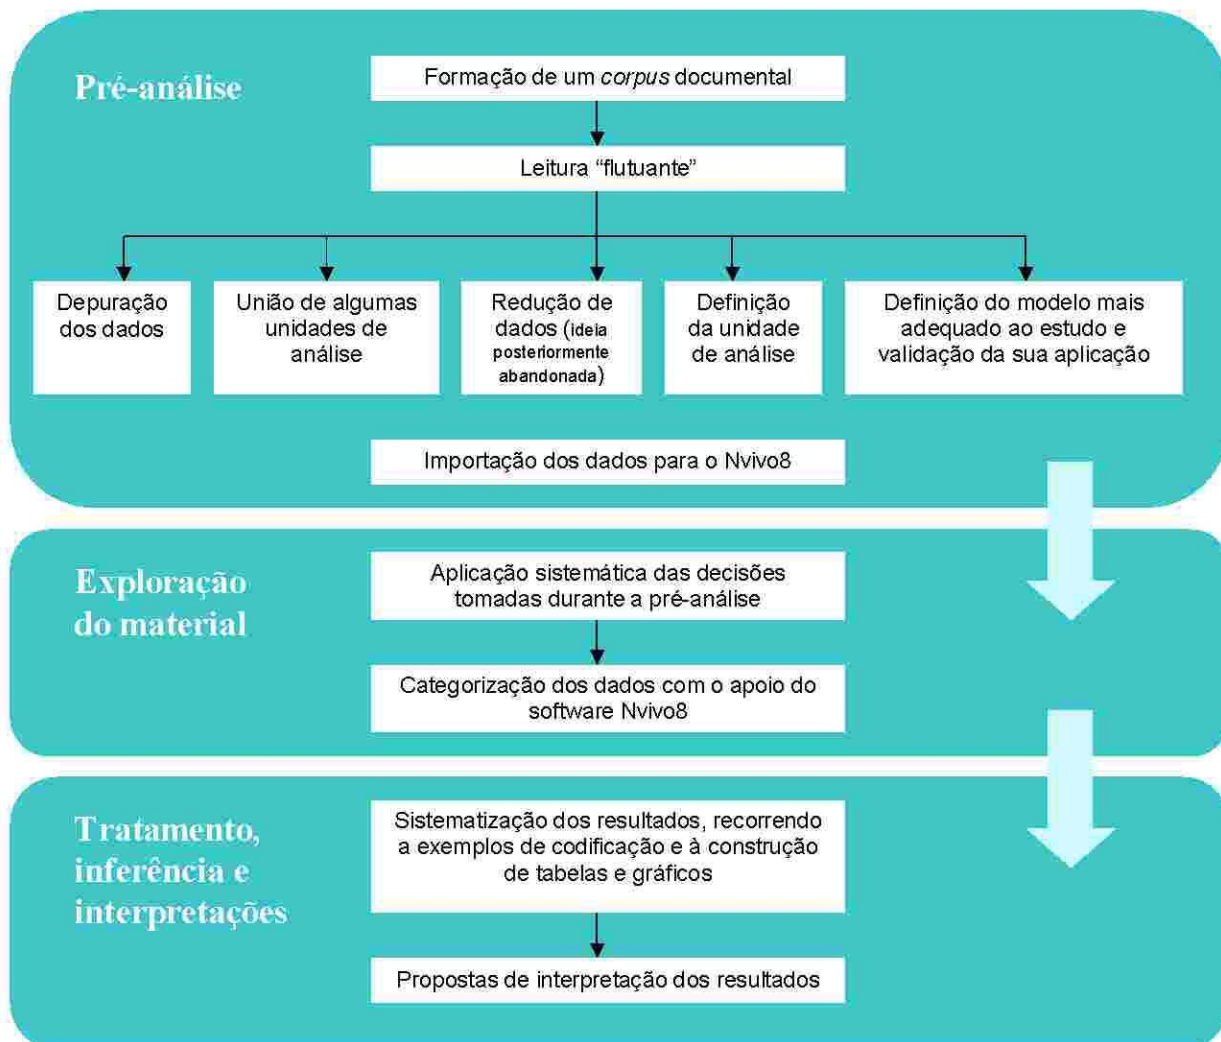 Pré-análise
Formação de um corpus documental
Leitura “flutuante”
Depuração
dos dados
União de algumas
unidades de
análise
Redução de
dados (ideia
posteriormente
abandonada)
Definição
da unidade
de análise
Definição do modelo mais
adequado ao estudo e
validação da sua aplicação
Importação dos dados para o Nvivo8
Exploração
do material
Aplicação sistemática das decisões
tomadas durante a pré-análise
Categorização dos dados com o apoio do
software Nvivo8
Tratamento,
inferência e
interpretações
Sistematização dos resultados, recorrendo
a exemplos de codificação e à construção
de tabelas e gráficos
Propostas de interpretação dos resultados